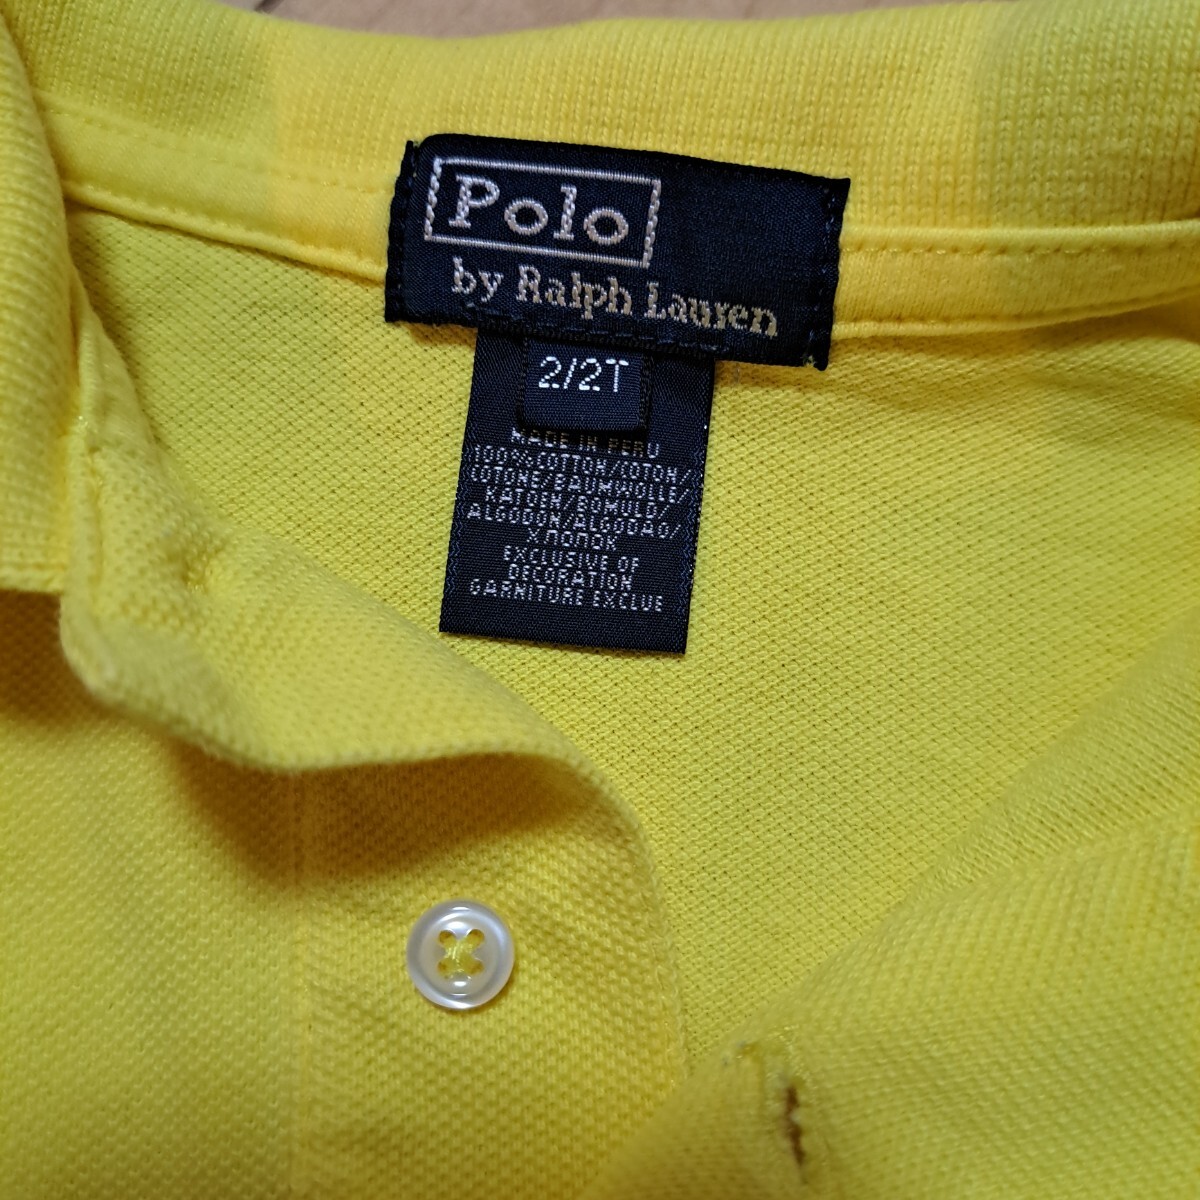 Polo
by Ralph Lauren
2/2T
MADE IN PERU
100% COTTON/COTON/
COTONE/BAUMWOLLE/
KATOEN/BOMULD/
ALGODON/ALGODAO/
ХЛОПОК
EXCLUSIVE OF
DECORATION
GARNITURE EXCLUE